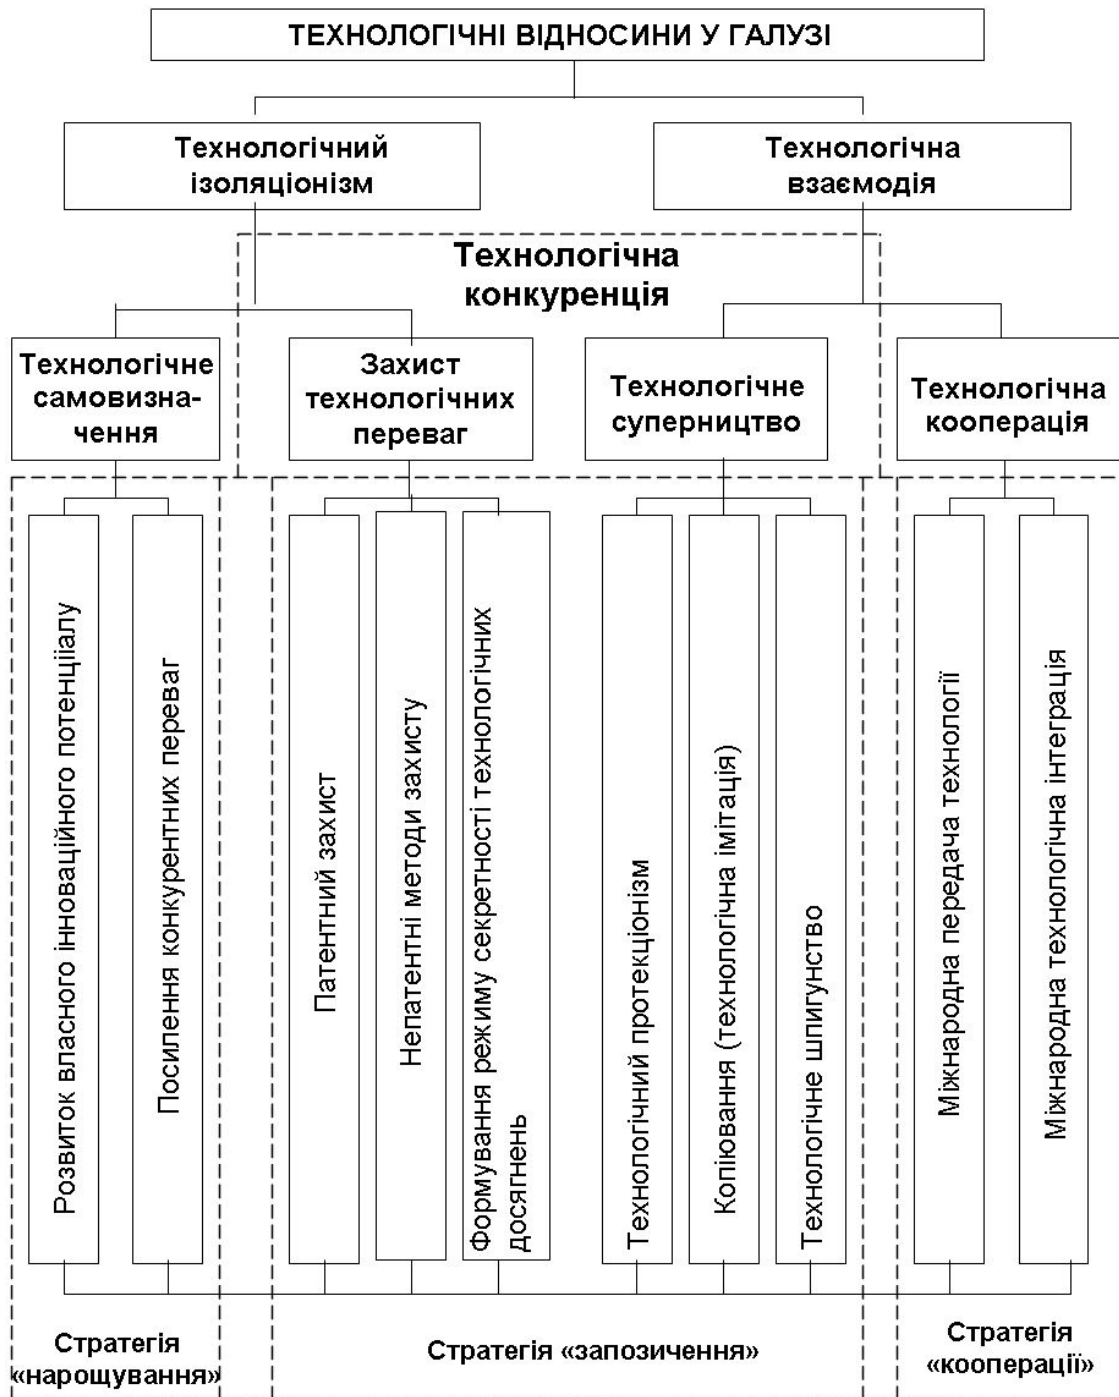 ТЕХНОЛОГІЧНІ ВІДНОСИНИ У ГАЛУЗІ
Технологічний
ізоляціонізм
Технологічна
взаємодія
Технологічна
конкуренція
Технологічне
самовизна-
чення
Захист
технологічних
переваг
Технологічне
суперництво
Технологічна
кооперація
Розвиток власного інноваційного потенцііалу
Посилення конкурентних переваг
Патентний захист
Непатентні методи захисту
Формування режиму секретності технологічних
досягнень
Технологічний протекціонізм
Копіювання (технологічна імітація)
Технологічне шпигунство
Міжнародна передача технології
Міжнародна технологічна інтеграція
Стратегія
«нарощування»
Стратегія «запозичення»
Стратегія
«кооперації»